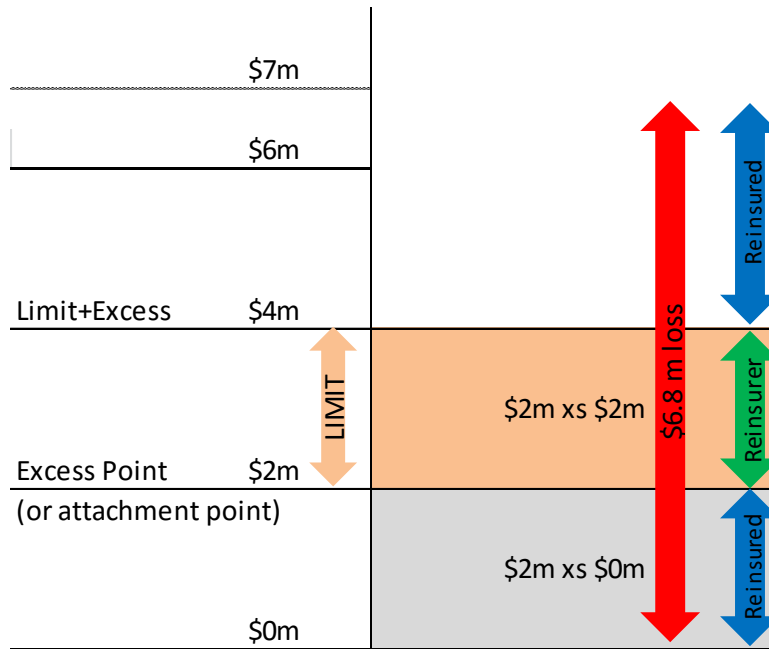 $7m
$6m
Limit+Excess $4m
LIMIT
Excess Point $2m
(or attachment point)
$0m
$2m xs $2m
$2m xs $0m
$6.8 m loss
Reinsured
Reinsurer
Reinsured